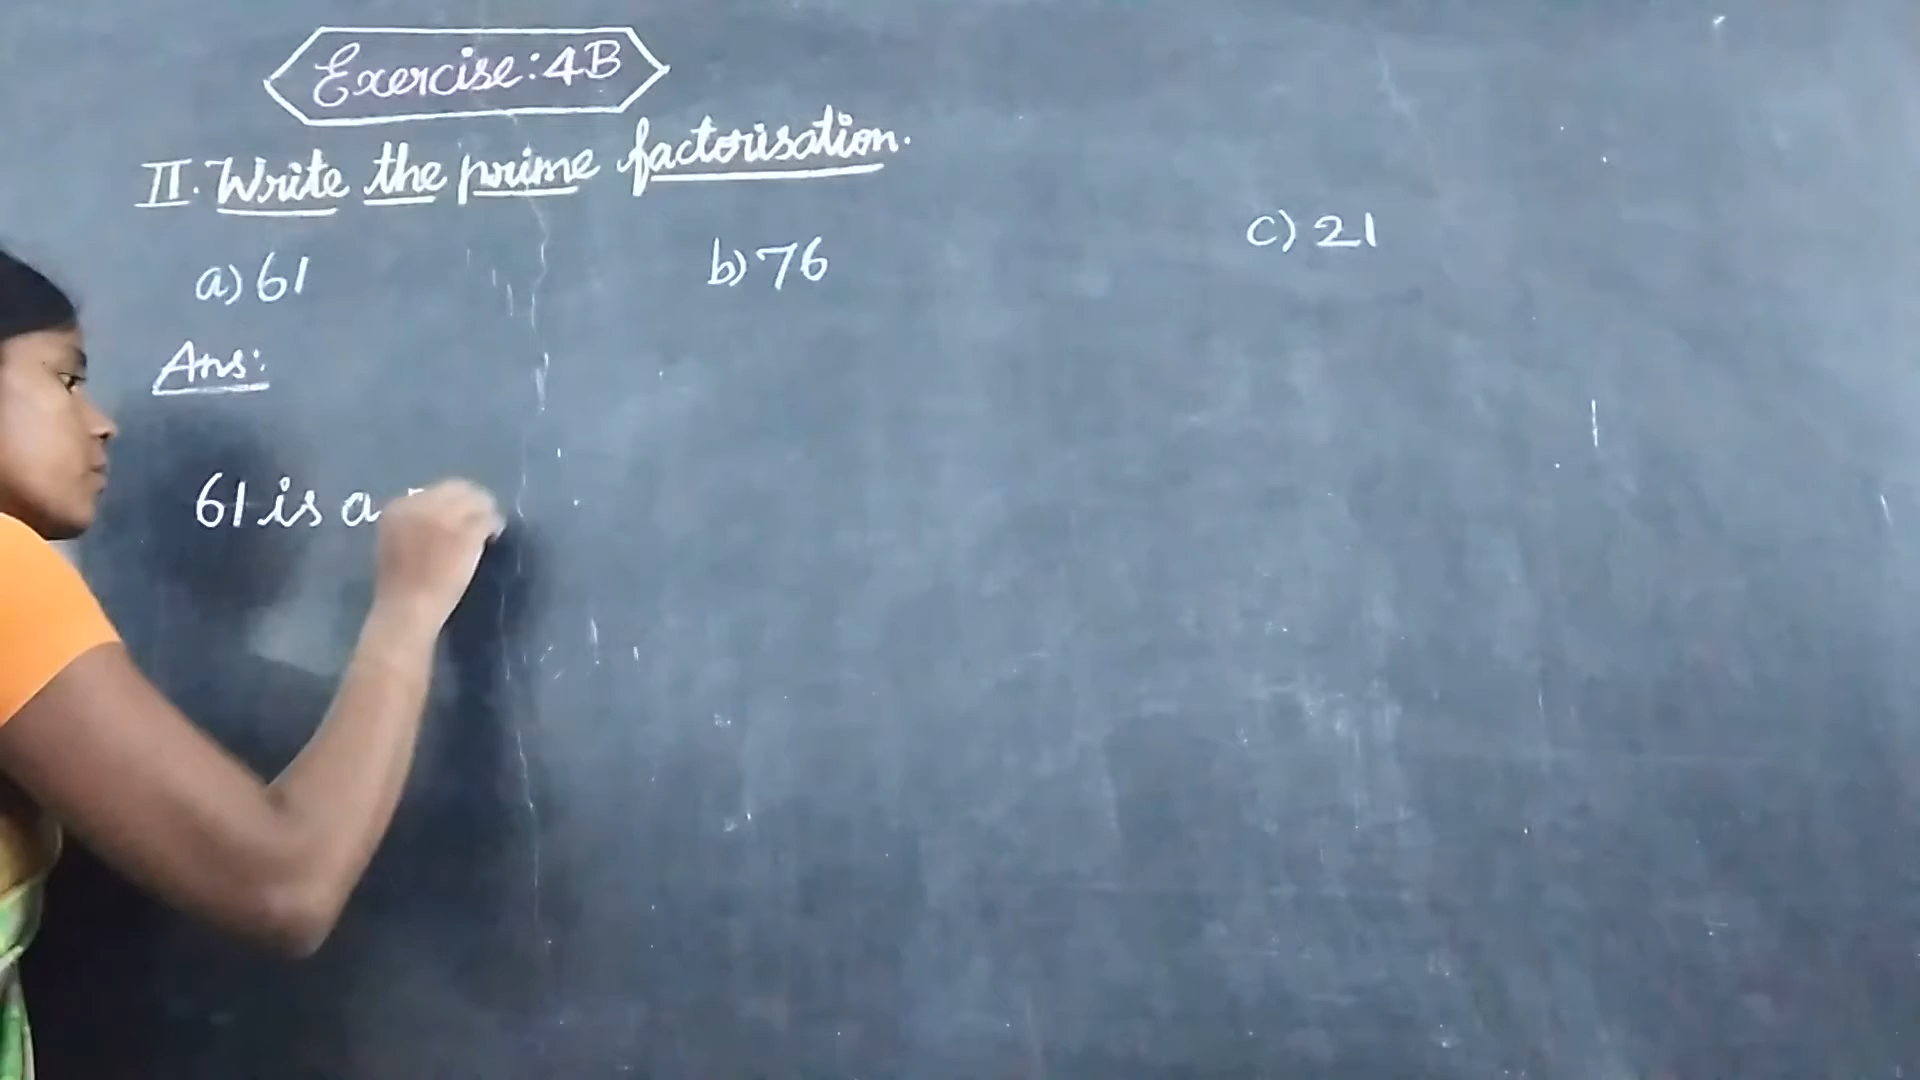 Exercise:4B
II. Write the prime factorisation.
a) 61 b) 76 c) 21
Ans:
61 is a